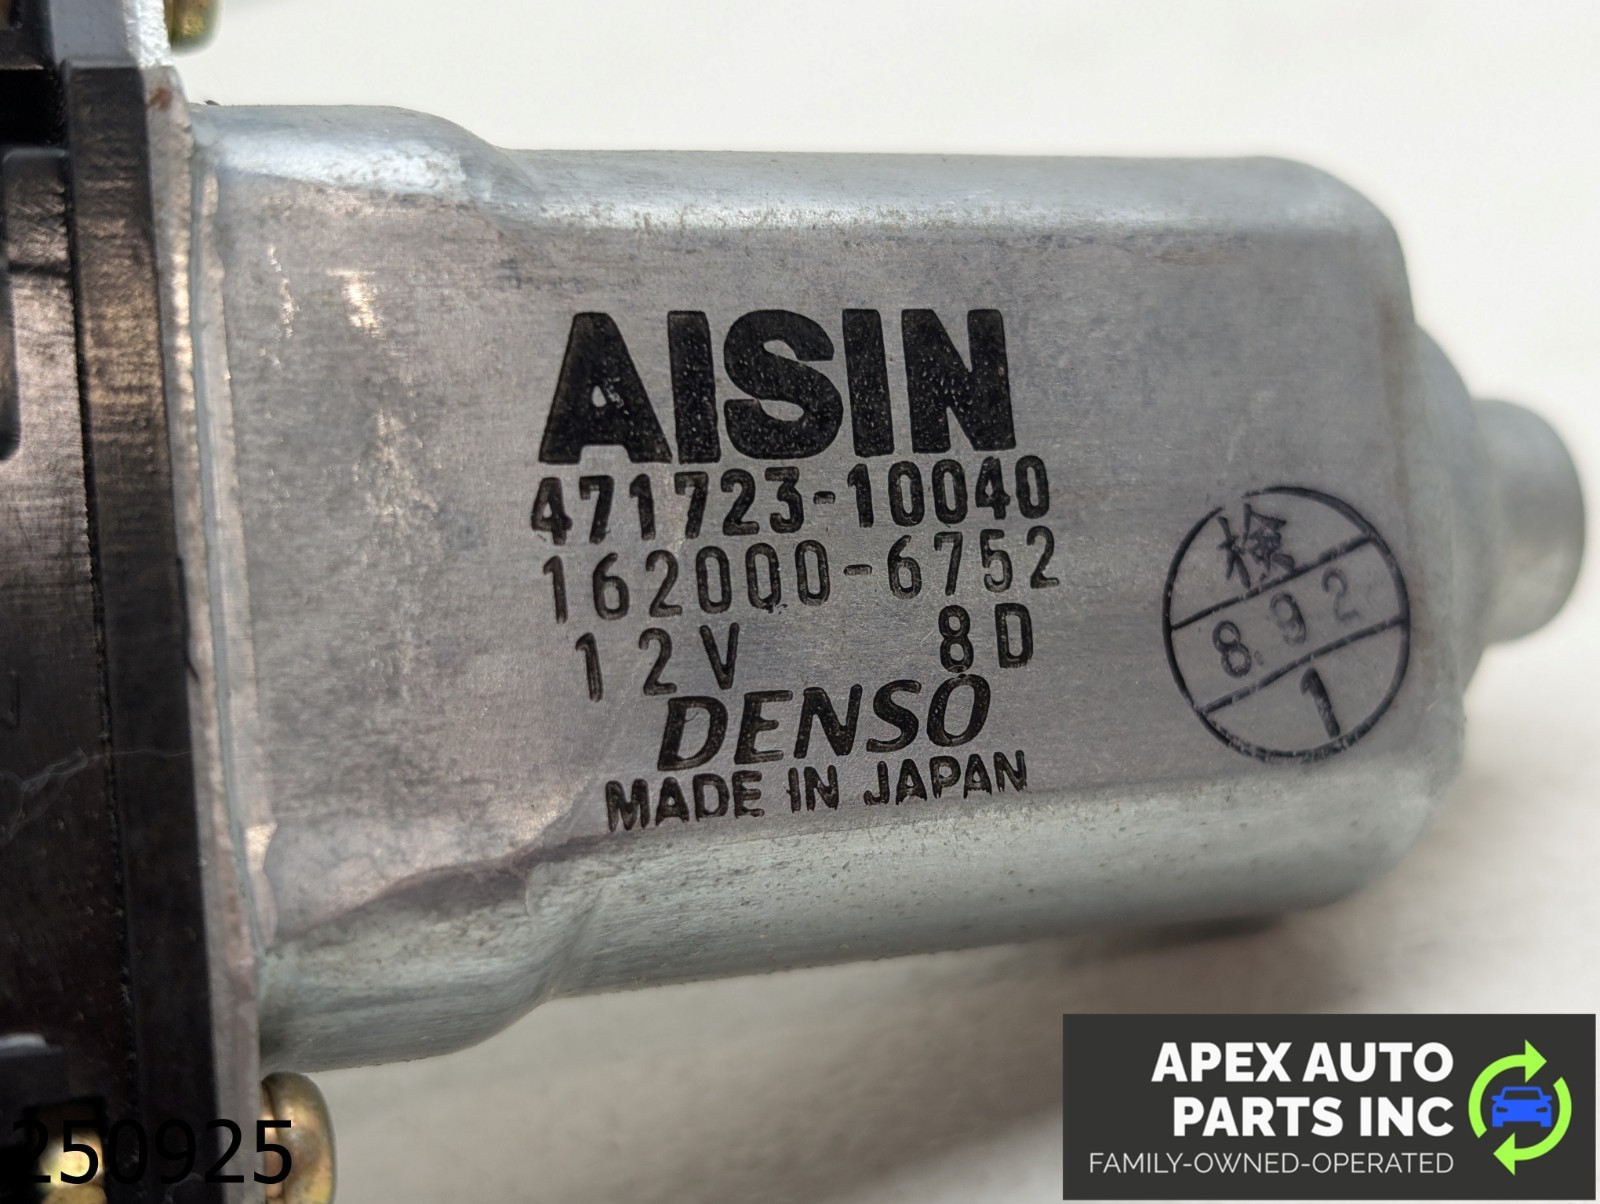 AISIN
471723-10040
162000-6752
12V 8D
DENSO
MADE IN JAPAN
検
8.92
1
250925
APEX AUTO
PARTS INC
FAMILY-OWNED-OPERATED